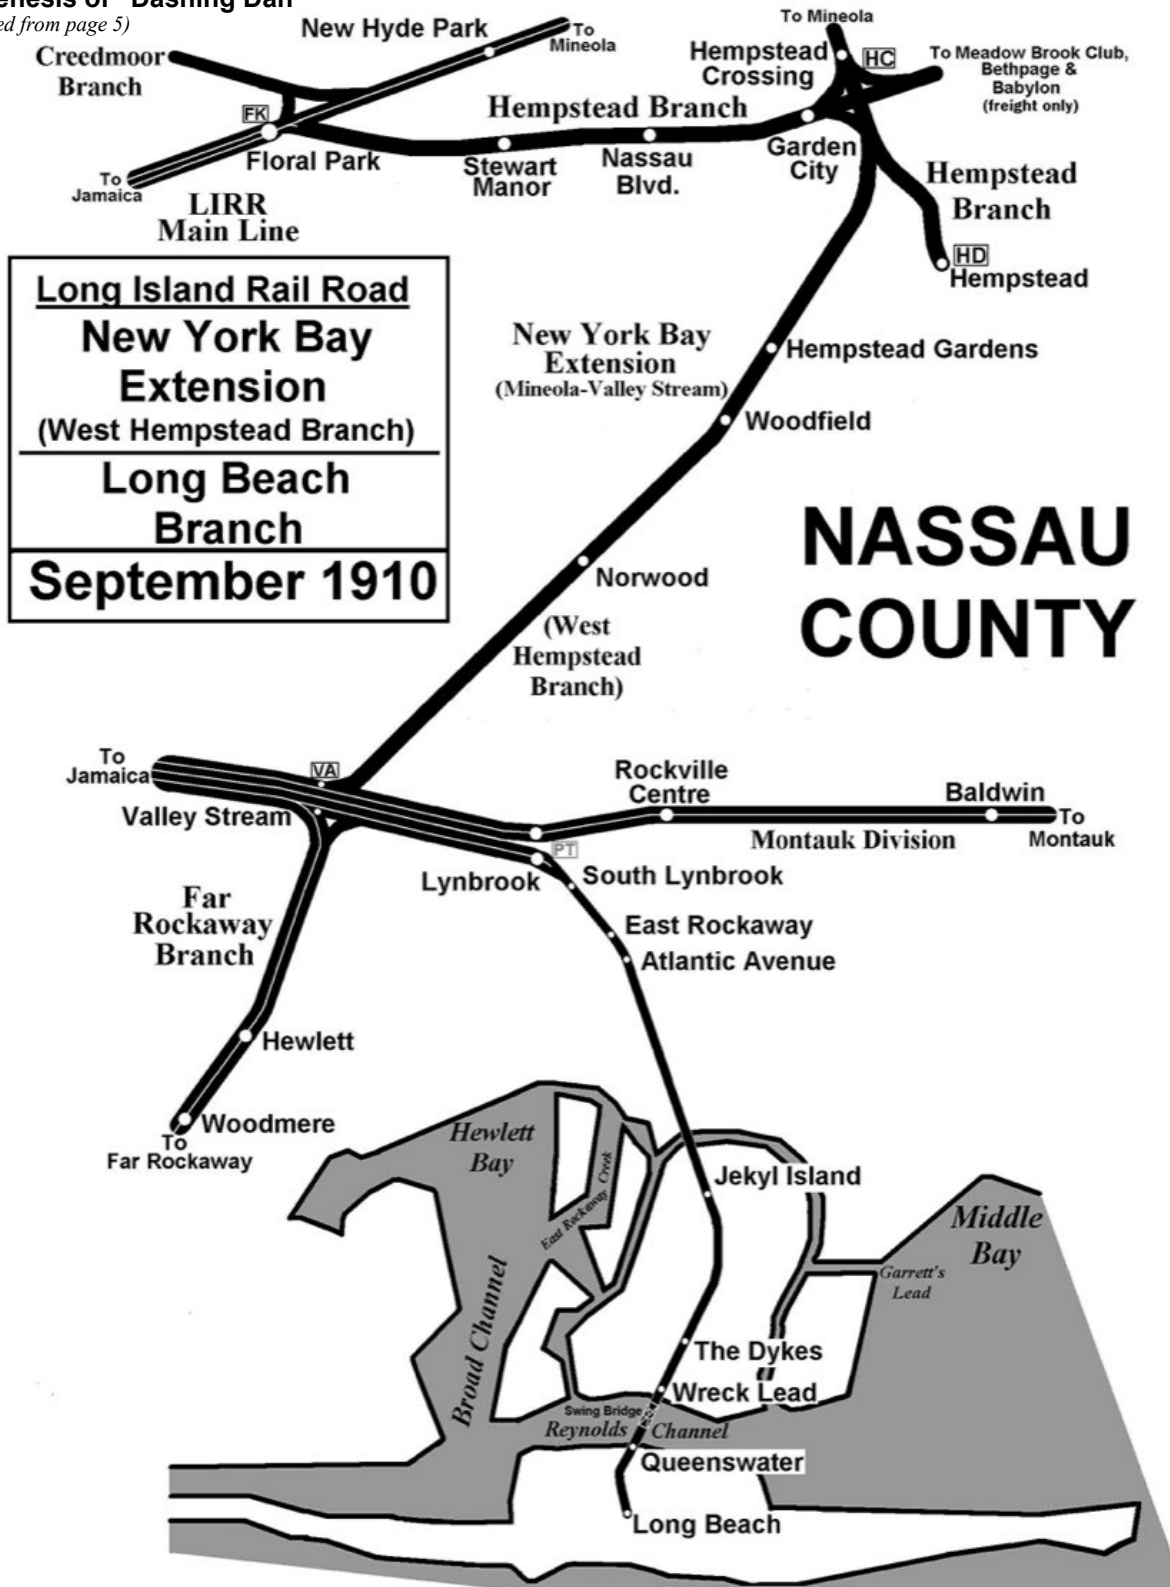 enesis of "Dashing Dan"
ed from page 5)
To Mineola
New Hyde Park
To
Mineola
Creedmoor
Branch
Hempstead
Crossing
HC
To Meadow Brook Club,
Bethpage &
Babylon
(freight only)
FK
Hempstead Branch
Floral Park
Stewart
Manor
Nassau
Blvd.
Garden
City
To
Jamaica
LIRR
Main Line
Hempstead
Branch
HD
Hempstead
Long Island Rail Road
New York Bay
Extension
(West Hempstead Branch)
Long Beach
Branch
September 1910
New York Bay
Extension
(Mineola-Valley Stream)
Hempstead Gardens
Woodfield
NASSAU
COUNTY
Norwood
(West
Hempstead
Branch)
To
Jamaica
VA
Valley Stream
Rockville
Centre
Baldwin
To
Montauk
Montauk Division
PT
Lynbrook
South Lynbrook
Far
Rockaway
Branch
East Rockaway
Atlantic Avenue
Hewlett
Woodmere
To
Far Rockaway
Hewlett
Bay
East Rockaway Creek
Jekyl Island
Middle
Bay
Garrett's
Lead
Broad Channel
The Dykes
Wreck Lead
Swing Bridge
Reynolds Channel
Queenswater
Long Beach